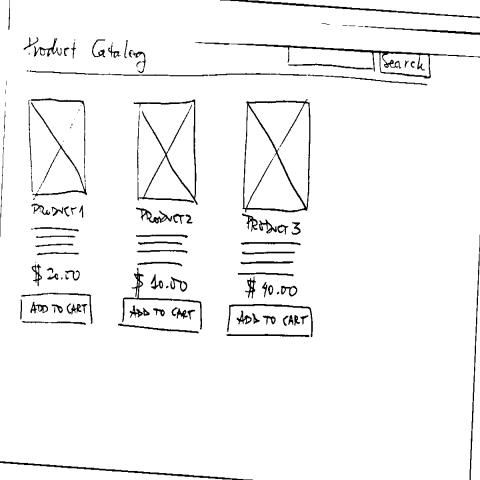 Product Catalog
Search
PRODUCT 1
PRODUCT 2
PRODUCT 3
$ 20.00
$ 10.00
$ 40.00
ADD TO CART
ADD TO CART
ADD TO CART